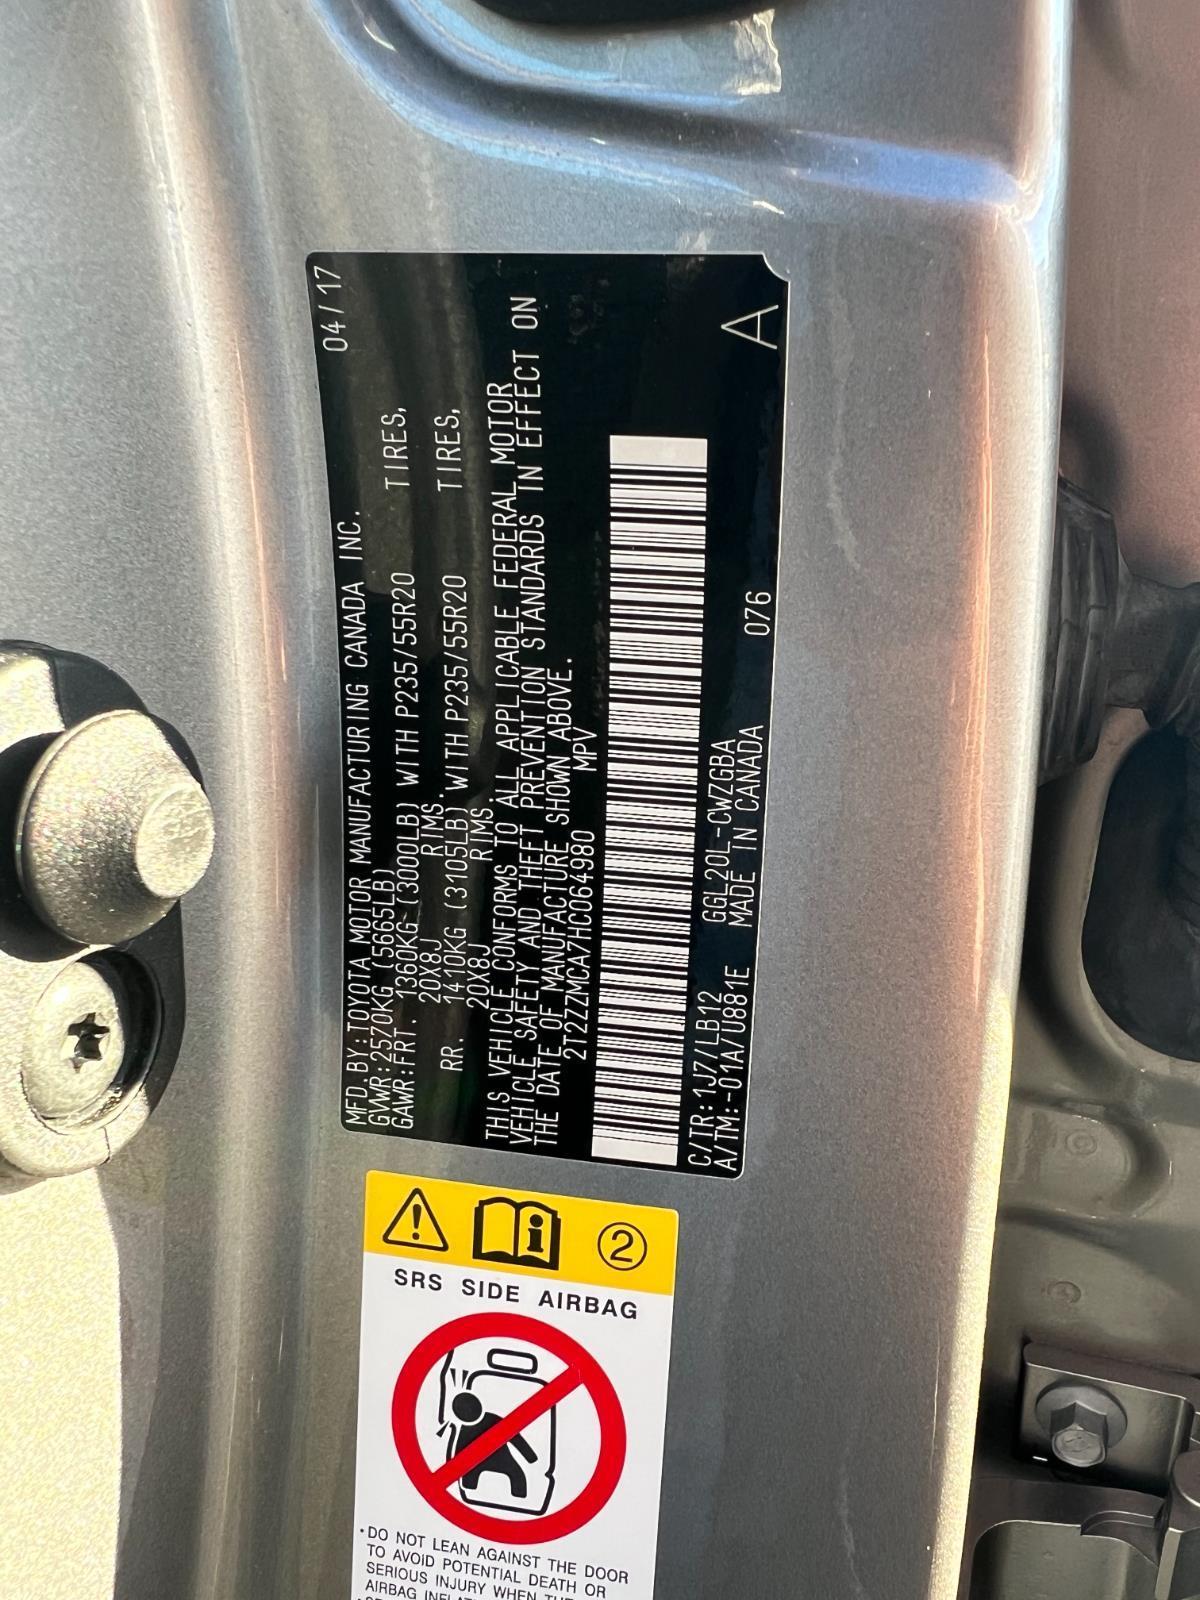 04/17
MFD.BY:TOYOTA MOTOR MANUFACTURING CANADA INC.
GVWR:2570KG (5665LB)
GAWR:FRT. 1360KG (3000LB) WITH P235/55R20 TIRES,
20X8J RIMS.
RR. 1410KG (3105LB) WITH P235/55R20 TIRES,
20X8J RIMS.
THIS VEHICLE CONFORMS TO ALL APPLICABLE FEDERAL MOTOR
VEHICLE SAFETY AND THEFT PREVENTION STANDARDS IN EFFECT ON
THE DATE OF MANUFACTURE SHOWN ABOVE.
2T2ZZMCA7HC064980 MPV
C/TR:1J7/LB12 GGL20L-CWZGBA
A/TM:-01A/U881E MADE IN CANADA 076 A
2
SRS SIDE AIRBAG
•DO NOT LEAN AGAINST THE DOOR
TO AVOID POTENTIAL DEATH OR
SERIOUS INJURY WHEN THE
AIRBAG